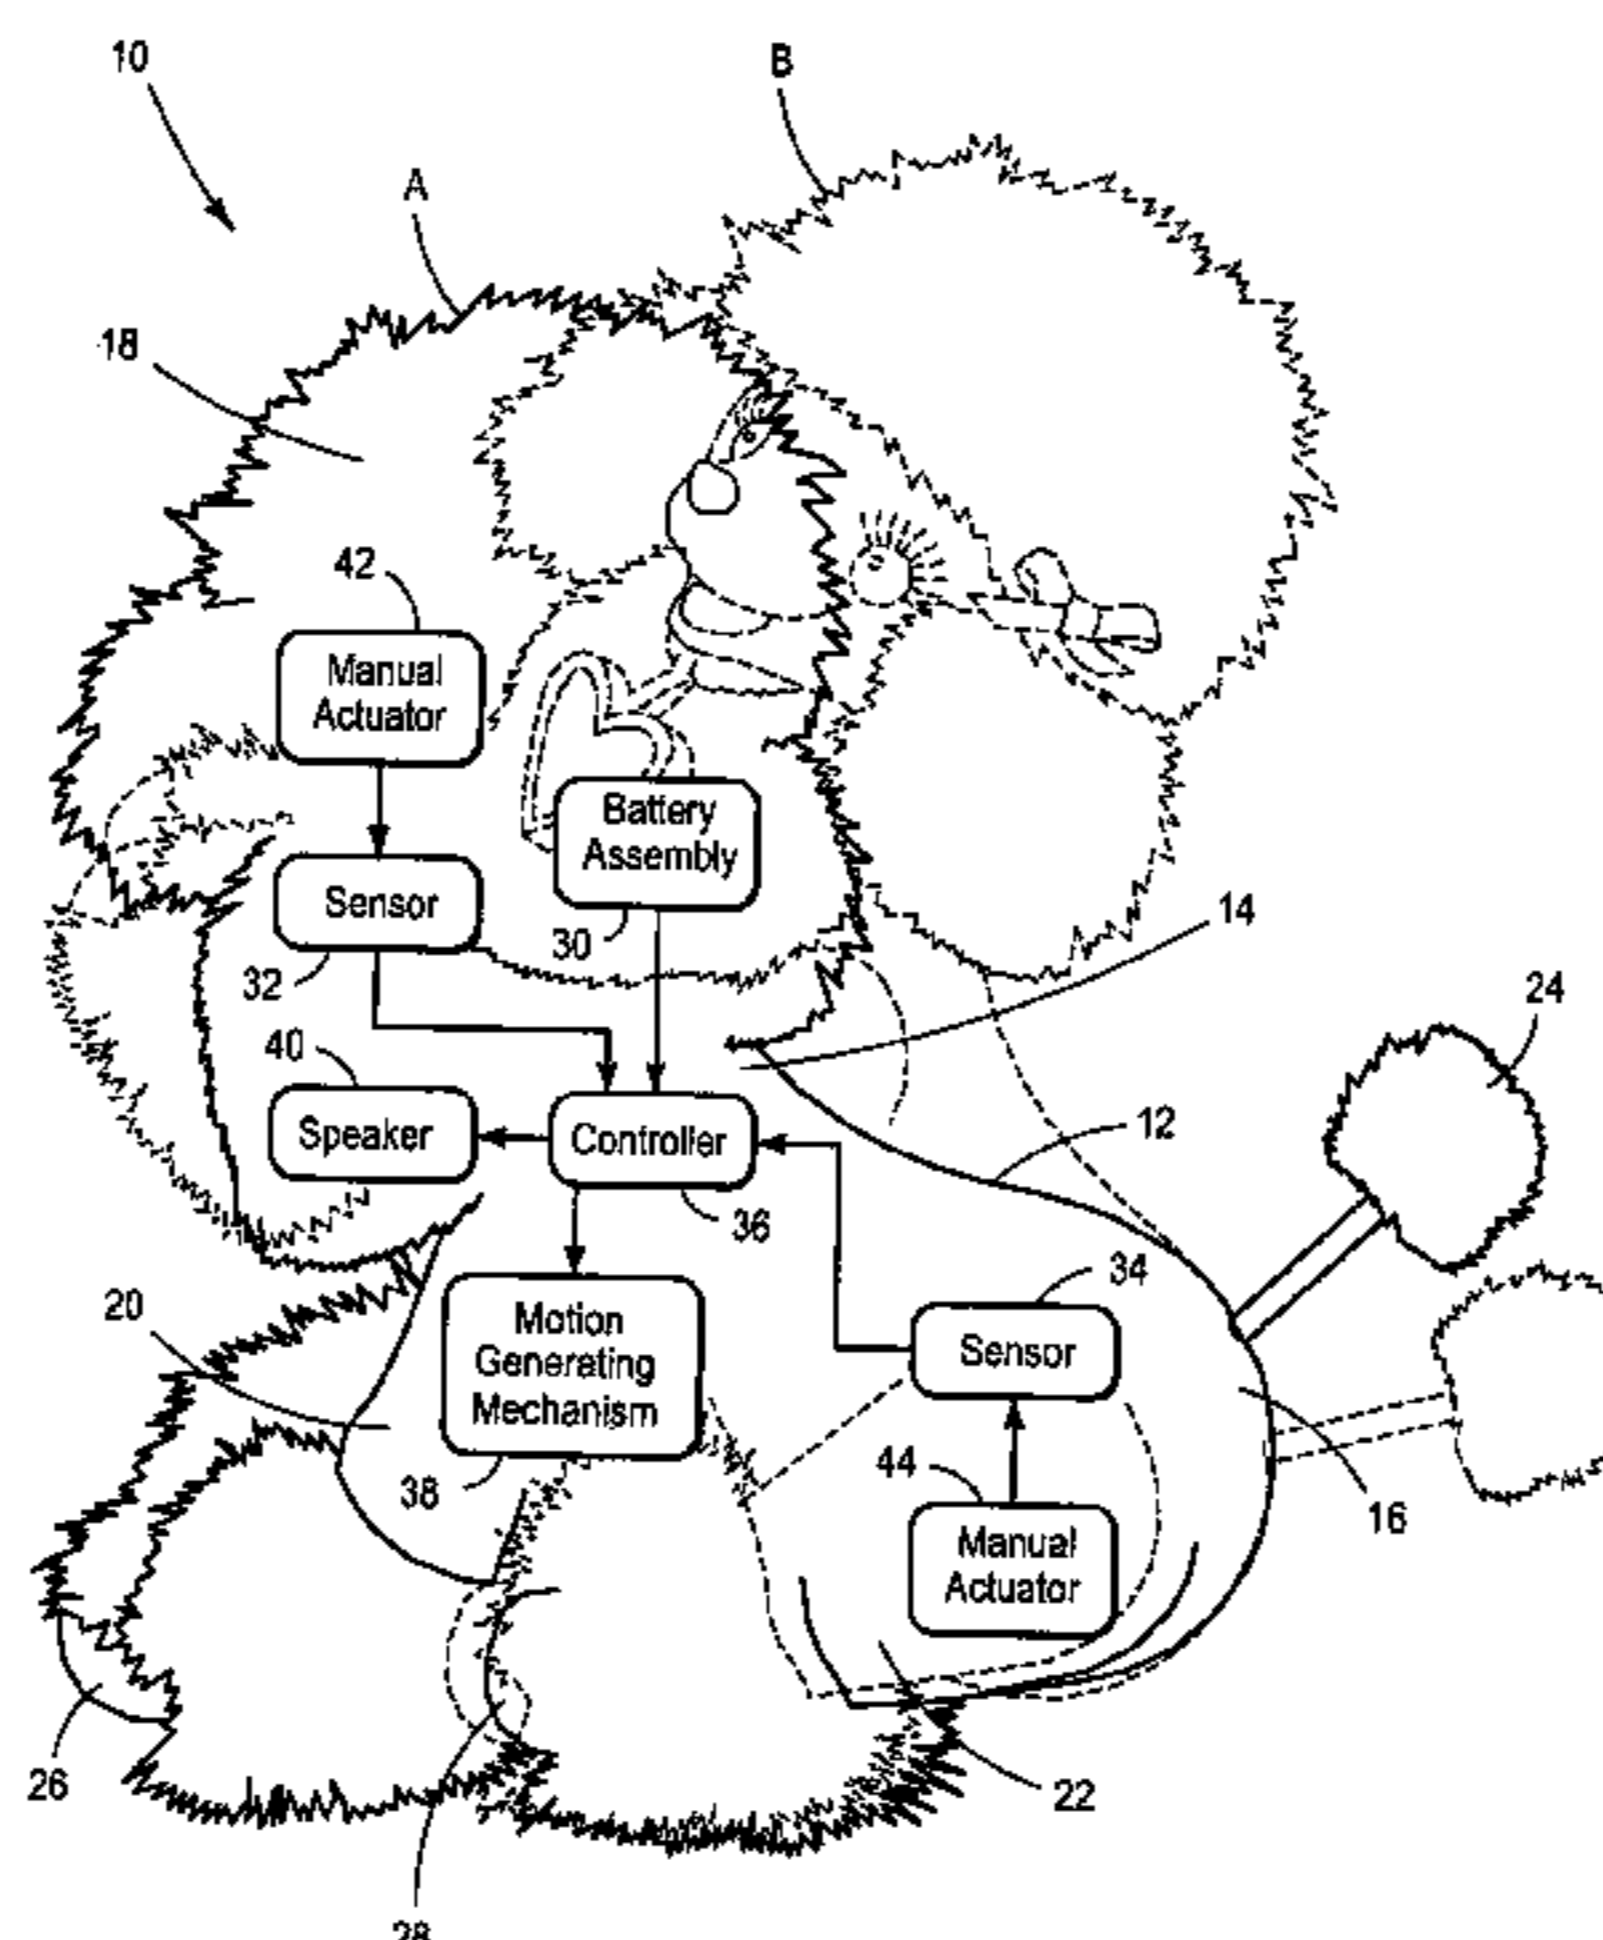 10
B
A
18
42
Manual
Actuator
Battery
Assembly
Sensor
30
14
32
24
40
Speaker
Controller
12
36
34
20
Motion
Generating
Mechanism
Sensor
38
44
16
Manual
Actuator
26
22
28